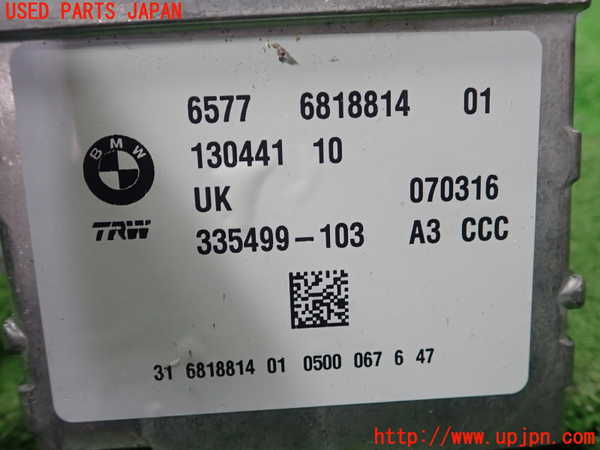 USED PARTS JAPAN
6577 6818814 01
BMW
130441 10
UK 070316
TRW
335499-103 A3 CCC
31 6818814 01 0500 067 6 47
http://www.upjpn.com/